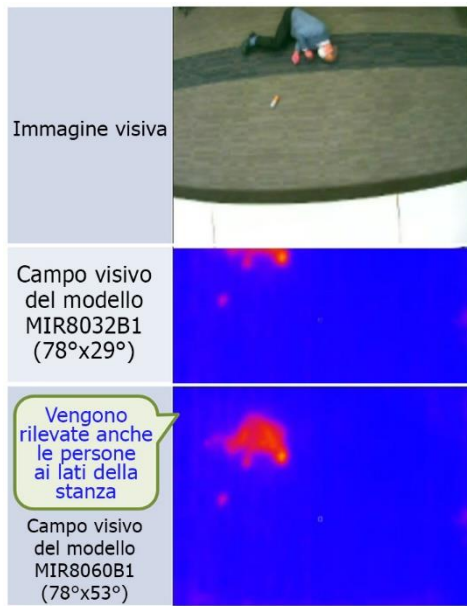 Immagine visiva
Campo visivo
del modello
MIR8032B1
(78°x29°)
Vengono
rilevate anche
le persone
ai lati della
stanza
Campo visivo
del modello
MIR8060B1
(78°x53°)